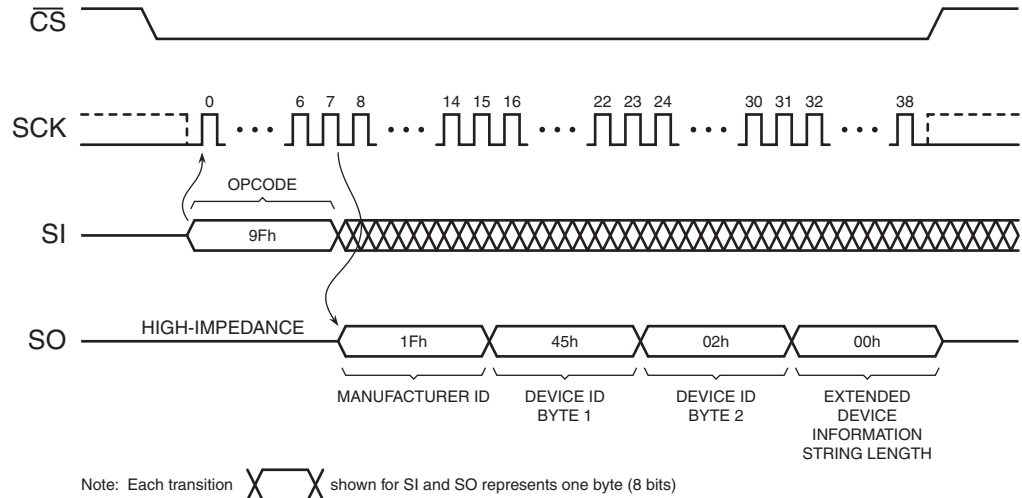 CS
SCK
0 6 7 8 14 15 16 22 23 24 30 31 32 38
OPCODE
SI
9Fh
HIGH-IMPEDANCE
SO
1Fh 45h 02h 00h
MANUFACTURER ID
DEVICE ID
BYTE 1
DEVICE ID
BYTE 2
EXTENDED
DEVICE
INFORMATION
STRING LENGTH
Note: Each transition shown for SI and SO represents one byte (8 bits)